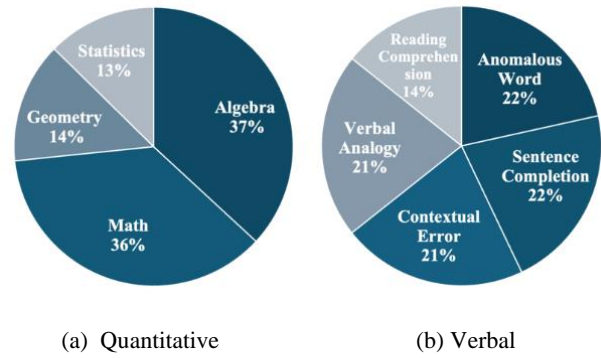 Statistics
13%
Algebra
37%
Geometry
14%
Math
36%
Reading
Comprehen
sion
14%
Anomalous
Word
22%
Verbal
Analogy
21%
Sentence
Completion
22%
Contextual
Error
21%
(a) Quantitative
(b) Verbal